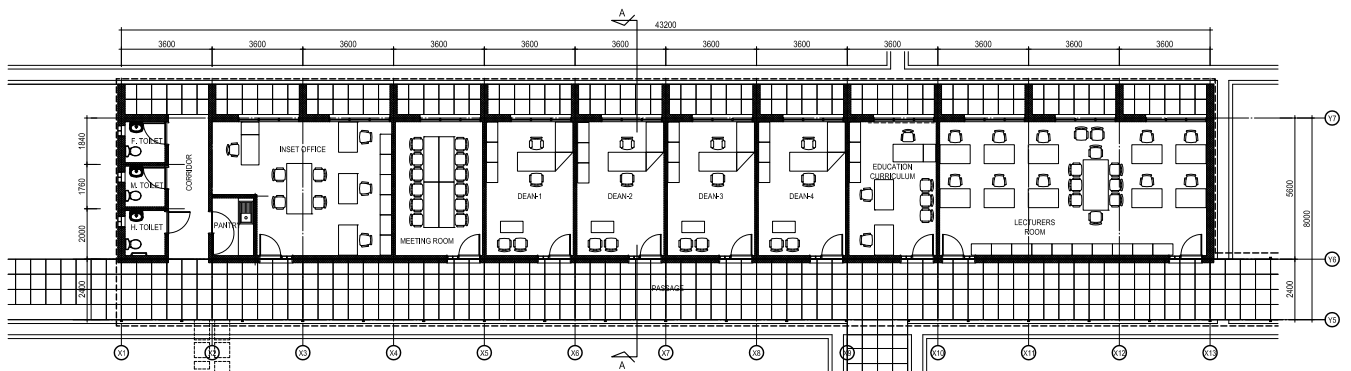 A
43200
3600 3600 3600 3600 3600 3600 3600 3600 3600 3600 3600 3600
Y7
1840
F. TOILET
INSET OFFICE
CORRIDOR
EDUCATION
CURRICULUM
1760
M. TOILET
DEAN-1
DEAN-2
DEAN-3
DEAN-4
5600
8000
2000
H. TOILET
PANTRY
MEETING ROOM
LECTURERS
ROOM
Y6
2400
PASSAGE
2400
Y5
X1 X2 X3 X4 X5 X6 X7 X8 X9 X10 X11 X12 X13
A